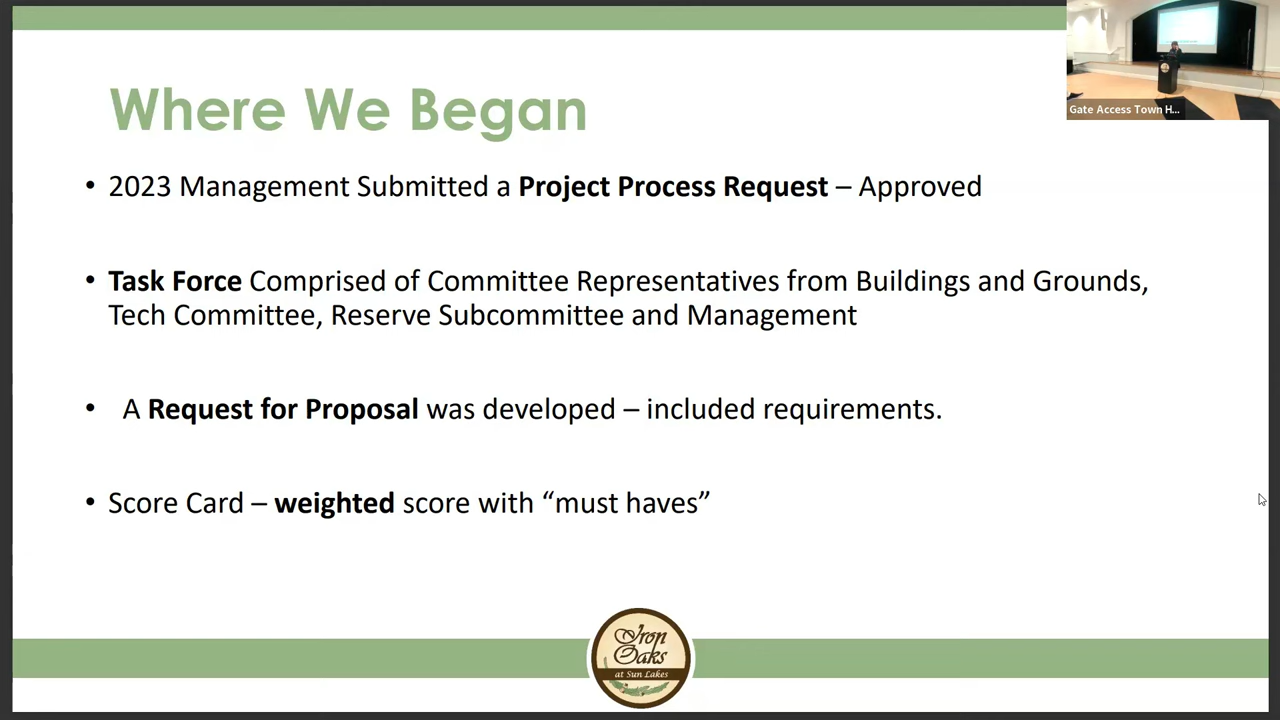 Where We Began
• 2023 Management Submitted a Project Process Request – Approved
• Task Force Comprised of Committee Representatives from Buildings and Grounds,
Tech Committee, Reserve Subcommittee and Management
• A Request for Proposal was developed – included requirements.
• Score Card – weighted score with “must haves”
Gate Access Town H...
Iron
Oaks
at Sun Lakes